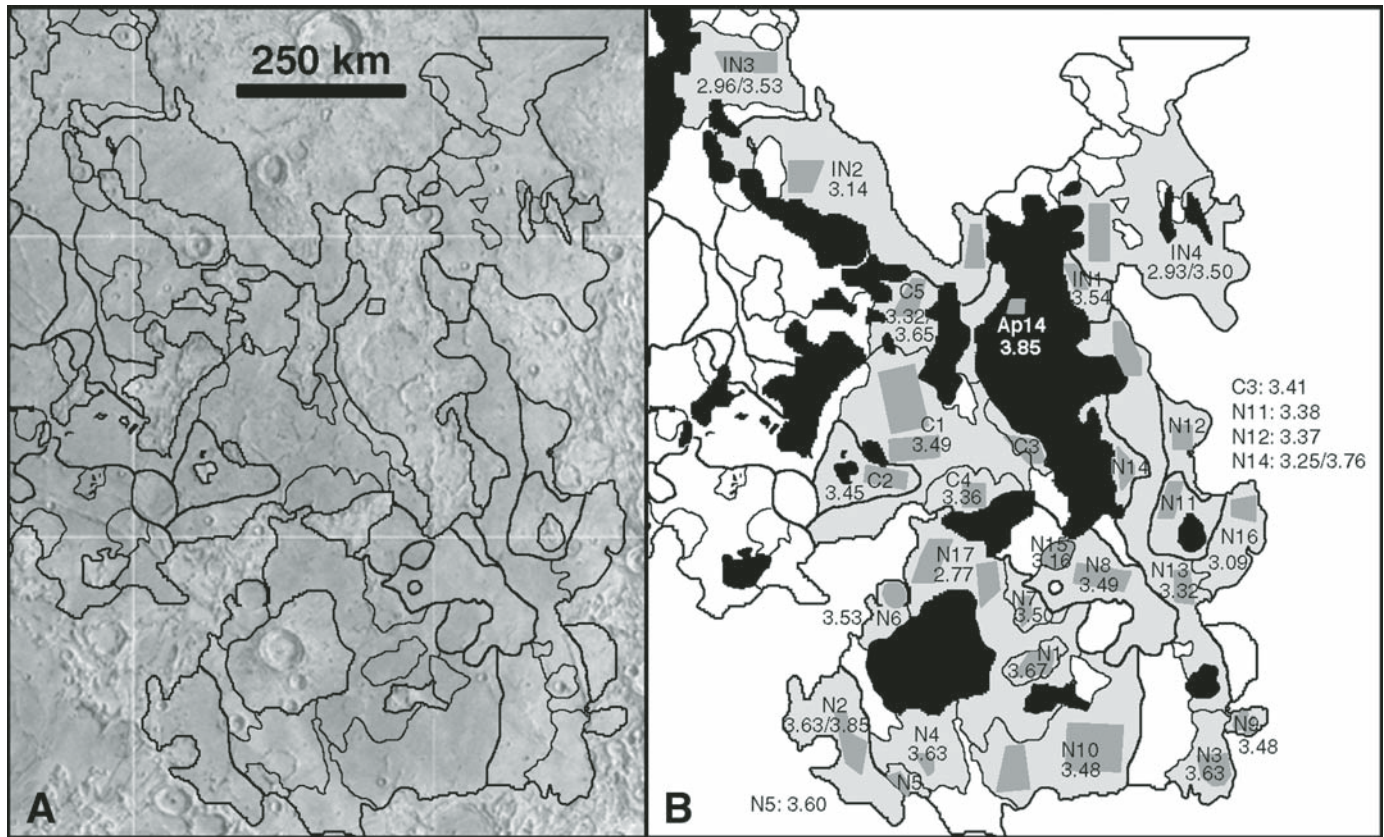 250 km
A
IN3
2.96/3.53
IN2
3.14
IN4
2.93/3.50
IN1
3.54
C5
3.32/
3.65
Ap14
3.85
C3: 3.41
N11: 3.38
N12: 3.37
N14: 3.25/3.76
C1
3.49
C3
N12
N14
C2
3.45
C4
3.36
N11
N16
3.09
N17
2.77
N15
3.16
N8
3.49
N13
3.32
N7
3.50
3.53
N6
N1
3.67
N2
3.63/3.85
N4
3.63
N10
3.48
N9
3.48
N3
3.63
N5
N5: 3.60
B